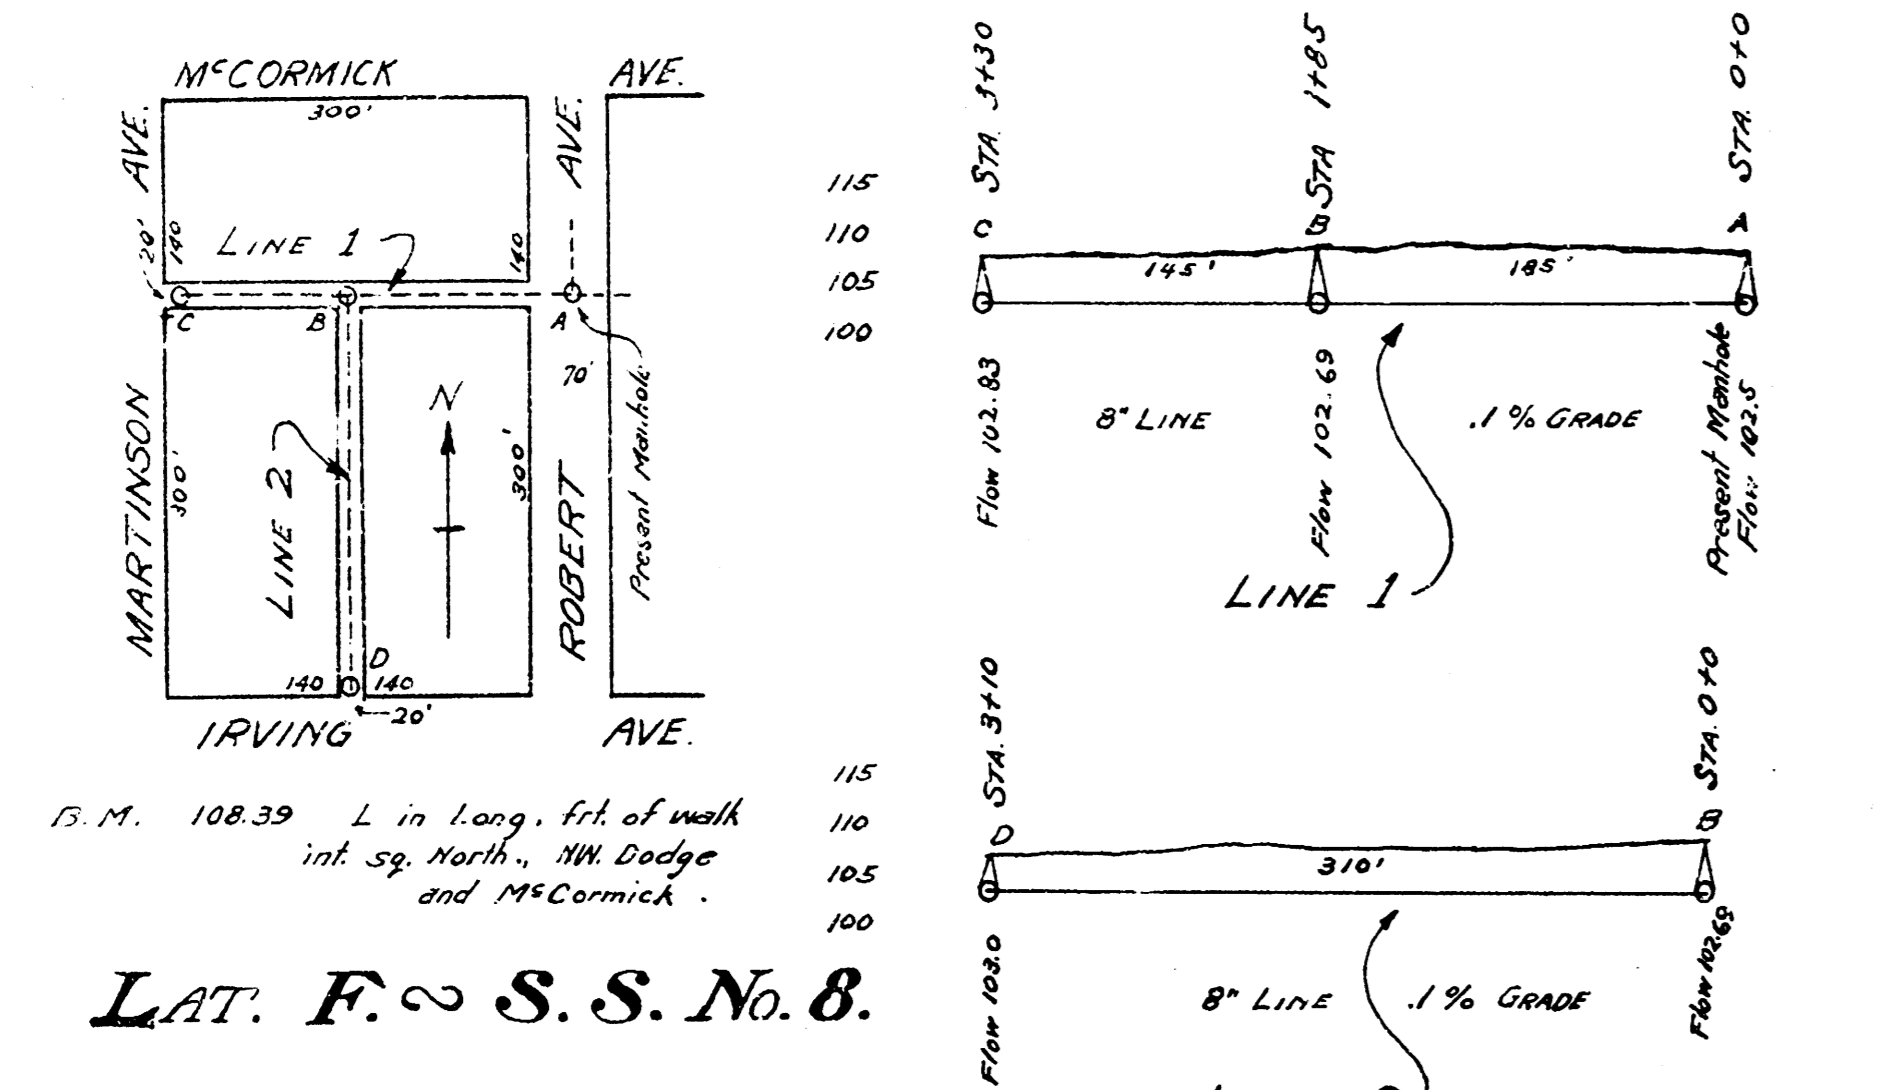 McCORMICK AVE.
300'
MARTINSON AVE.
ROBERT AVE.
20'
140
140
LINE 1
C
B
A
70'
Present Manhole
N
300'
300'
LINE 2
D
140
140
20'
IRVING AVE.
B.M. 108.39 L in Long. frt. of walk
int. sq. North., NW. Dodge
and McCormick.
LAT. F. ~ S. S. No. 8.
115
110
105
100
C STA. 3+30
B STA 1+85
A STA. 0+0
145'
185'
Flow 102.83
Flow 102.69
Present Manhole
Flow 102.5
8" LINE
.1% GRADE
LINE 1
115
110
105
100
D STA. 3+10
B STA. 0+0
310'
Flow 103.0
Flow 102.69
8" LINE
.1% GRADE